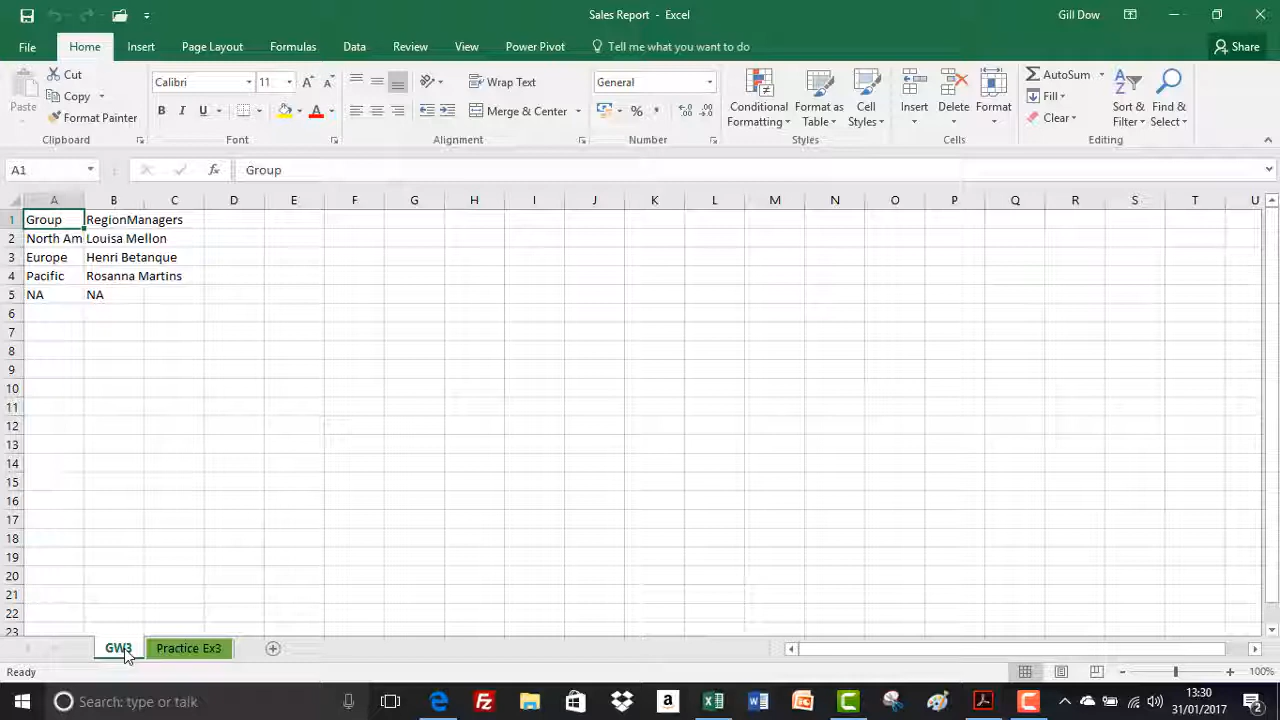 Sales Report - Excel
Gill Dow
File Home Insert Page Layout Formulas Data Review View Power Pivot Tell me what you want to do Share
Paste
Cut
Copy
Format Painter
Clipboard
Calibri 11
B I U
Font
Wrap Text
Merge & Center
Alignment
General
%
Number
Conditional Formatting
Format as Table
Cell Styles
Styles
Insert Delete Format
Cells
AutoSum
Fill
Clear
Sort & Filter
Find & Select
Editing
A1 fx Group
A B C D E F G H I J K L M N O P Q R S T U
1 Group RegionManagers
2 North Am Louisa Mellon
3 Europe Henri Betanque
4 Pacific Rosanna Martins
5 NA NA
6
7
8
9
10
11
12
13
14
15
16
17
18
19
20
21
22
23
GW3 Practice Ex3
Ready 100%
Search: type or talk
13:30
31/01/2017
2